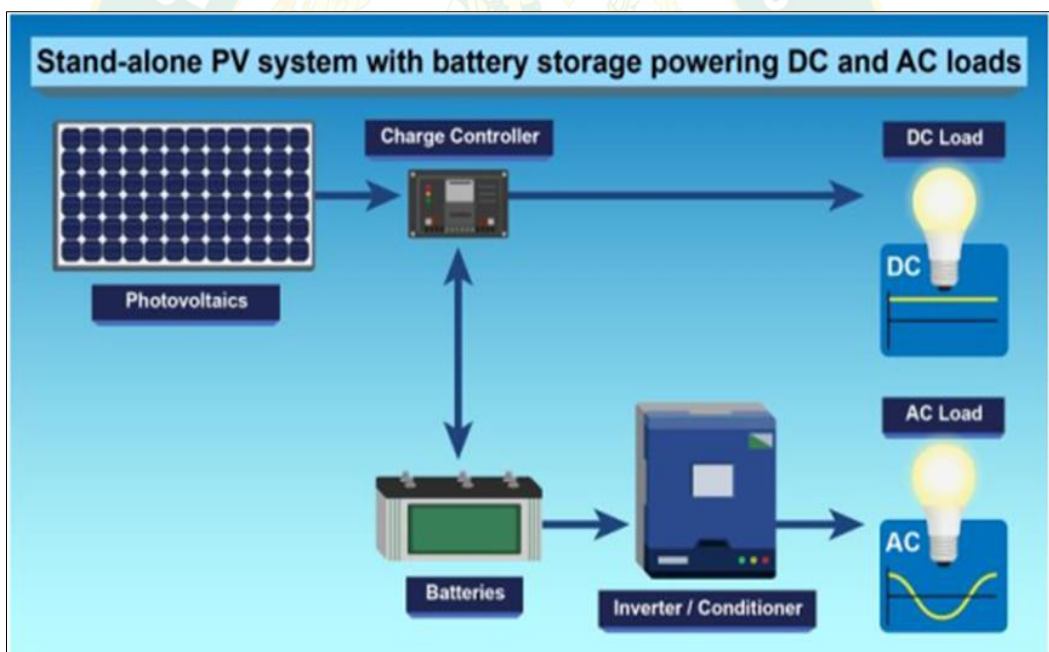 Stand-alone PV system with battery storage powering DC and AC loads
Charge Controller
DC Load
DC
Photovoltaics
AC Load
AC
Batteries
Inverter / Conditioner